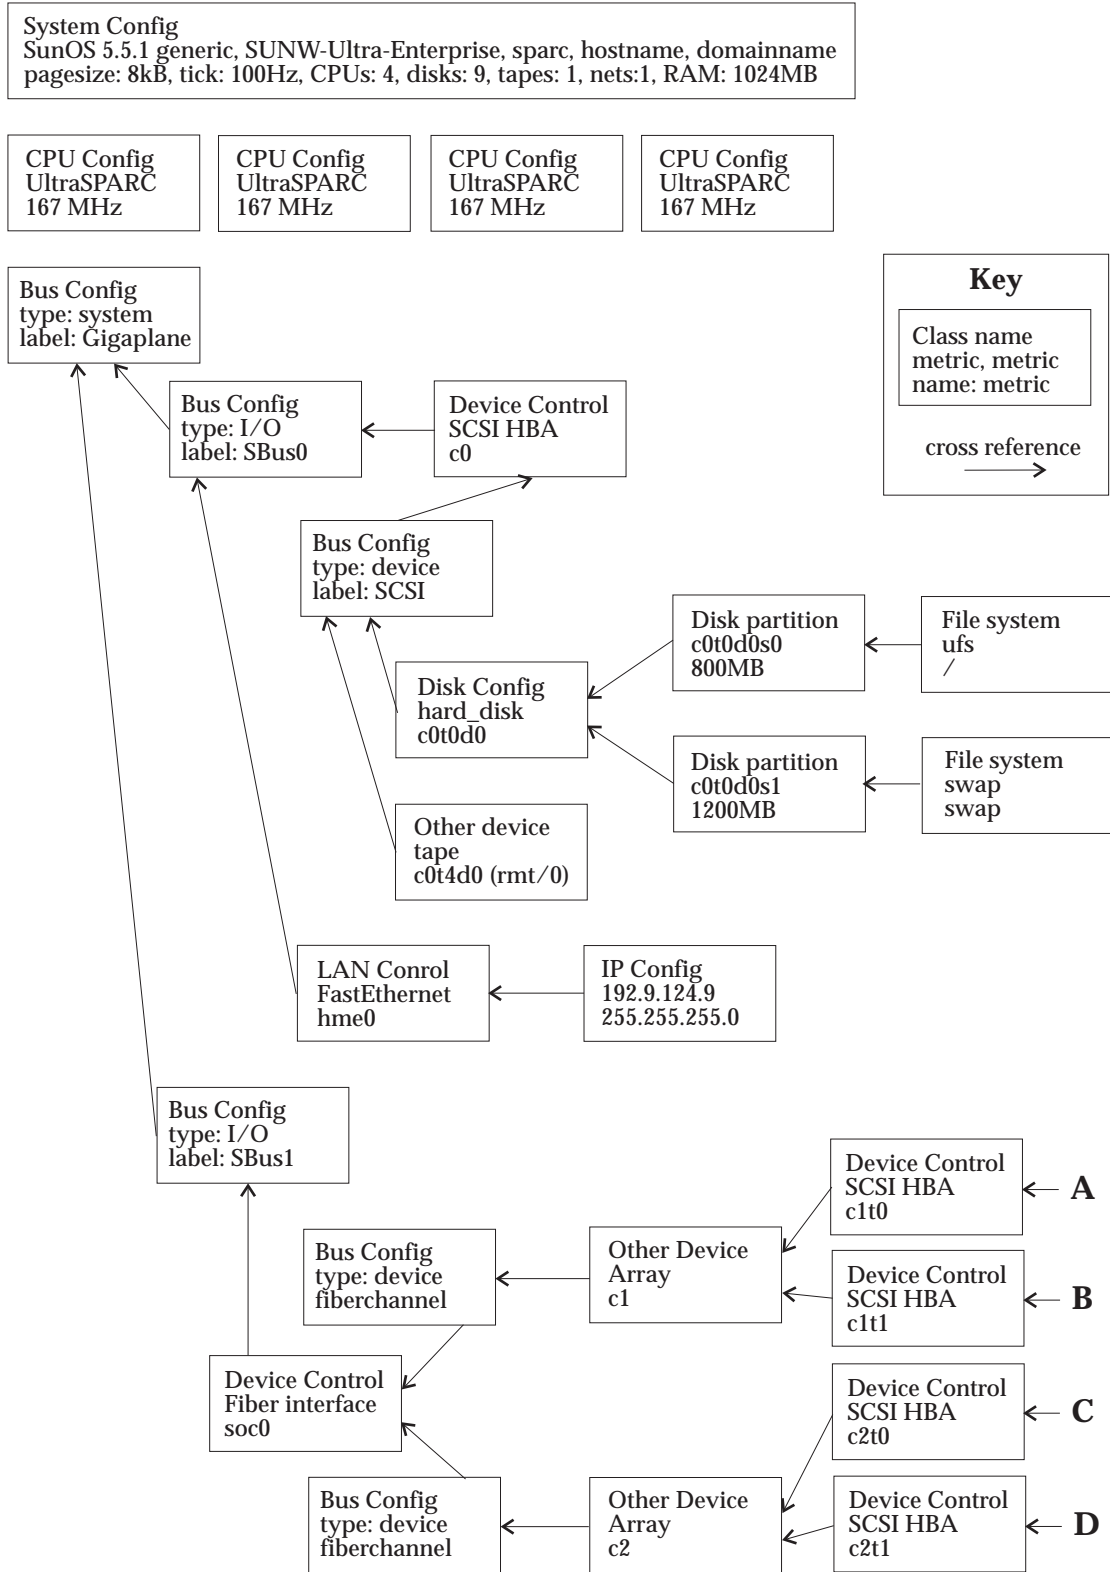 System Config
SunOS 5.5.1 generic, SUNW-Ultra-Enterprise, sparc, hostname, domainname
pagesize: 8kB, tick: 100Hz, CPUs: 4, disks: 9, tapes: 1, nets:1, RAM: 1024MB
CPU Config
UltraSPARC
167 MHz
CPU Config
UltraSPARC
167 MHz
CPU Config
UltraSPARC
167 MHz
CPU Config
UltraSPARC
167 MHz
Bus Config
type: system
label: Gigaplane
Key
Class name
metric, metric
name: metric
cross reference
Bus Config
type: I/O
label: SBus0
Device Control
SCSI HBA
c0
Bus Config
type: device
label: SCSI
Disk partition
c0t0d0s0
800MB
File system
ufs
/
Disk Config
hard_disk
c0t0d0
Disk partition
c0t0d0s1
1200MB
File system
swap
swap
Other device
tape
c0t4d0 (rmt/0)
LAN Conrol
FastEthernet
hme0
IP Config
192.9.124.9
255.255.255.0
Bus Config
type: I/O
label: SBus1
Device Control
SCSI HBA
c1t0
A
Bus Config
type: device
fiberchannel
Other Device
Array
c1
Device Control
SCSI HBA
c1t1
B
Device Control
Fiber interface
soc0
Device Control
SCSI HBA
c2t0
C
Bus Config
type: device
fiberchannel
Other Device
Array
c2
Device Control
SCSI HBA
c2t1
D